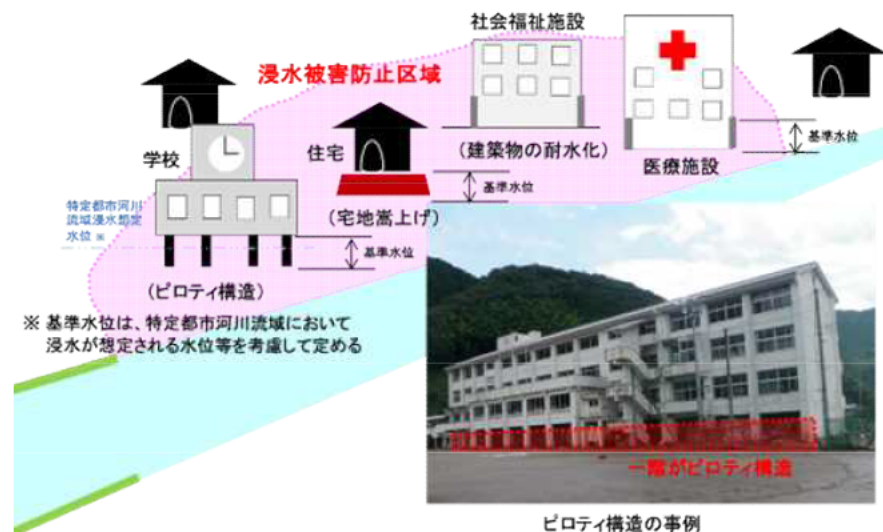 社会福祉施設
浸水被害防止区域
学校
住宅
(建築物の耐水化)
基準水位
医療施設
特定都市河川
流域浸水想定
水位 ※
基準水位
(宅地嵩上げ)
基準水位
(ピロティ構造)
※ 基準水位は、特定都市河川流域において
浸水が想定される水位等を考慮して定める
一階がピロティ構造
ピロティ構造の事例